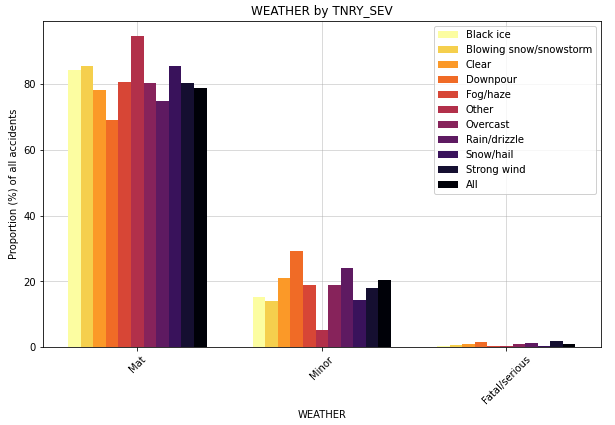 WEATHER by TNRY_SEV
Proportion (%) of all accidents
80
60
40
20
0
Black ice
Blowing snow/snowstorm
Clear
Downpour
Fog/haze
Other
Overcast
Rain/drizzle
Snow/hail
Strong wind
All
Mat
Minor
Fatal/serious
WEATHER